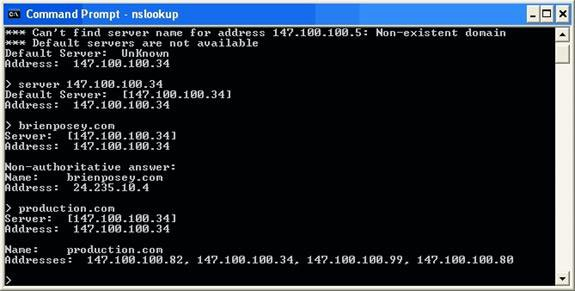 Command Prompt - nslookup
*** Can't find server name for address 147.100.100.5: Non-existent domain
*** Default servers are not available
Default Server:  UnKnown
Address:  147.100.100.34
> server 147.100.100.34
Default Server:  [147.100.100.34]
Address:  147.100.100.34
> brienposey.com
Server:  [147.100.100.34]
Address:  147.100.100.34
Non-authoritative answer:
Name:    brienposey.com
Address:  24.235.10.4
> production.com
Server:  [147.100.100.34]
Address:  147.100.100.34
Name:    production.com
Addresses:  147.100.100.82, 147.100.100.34, 147.100.100.99, 147.100.100.80
>